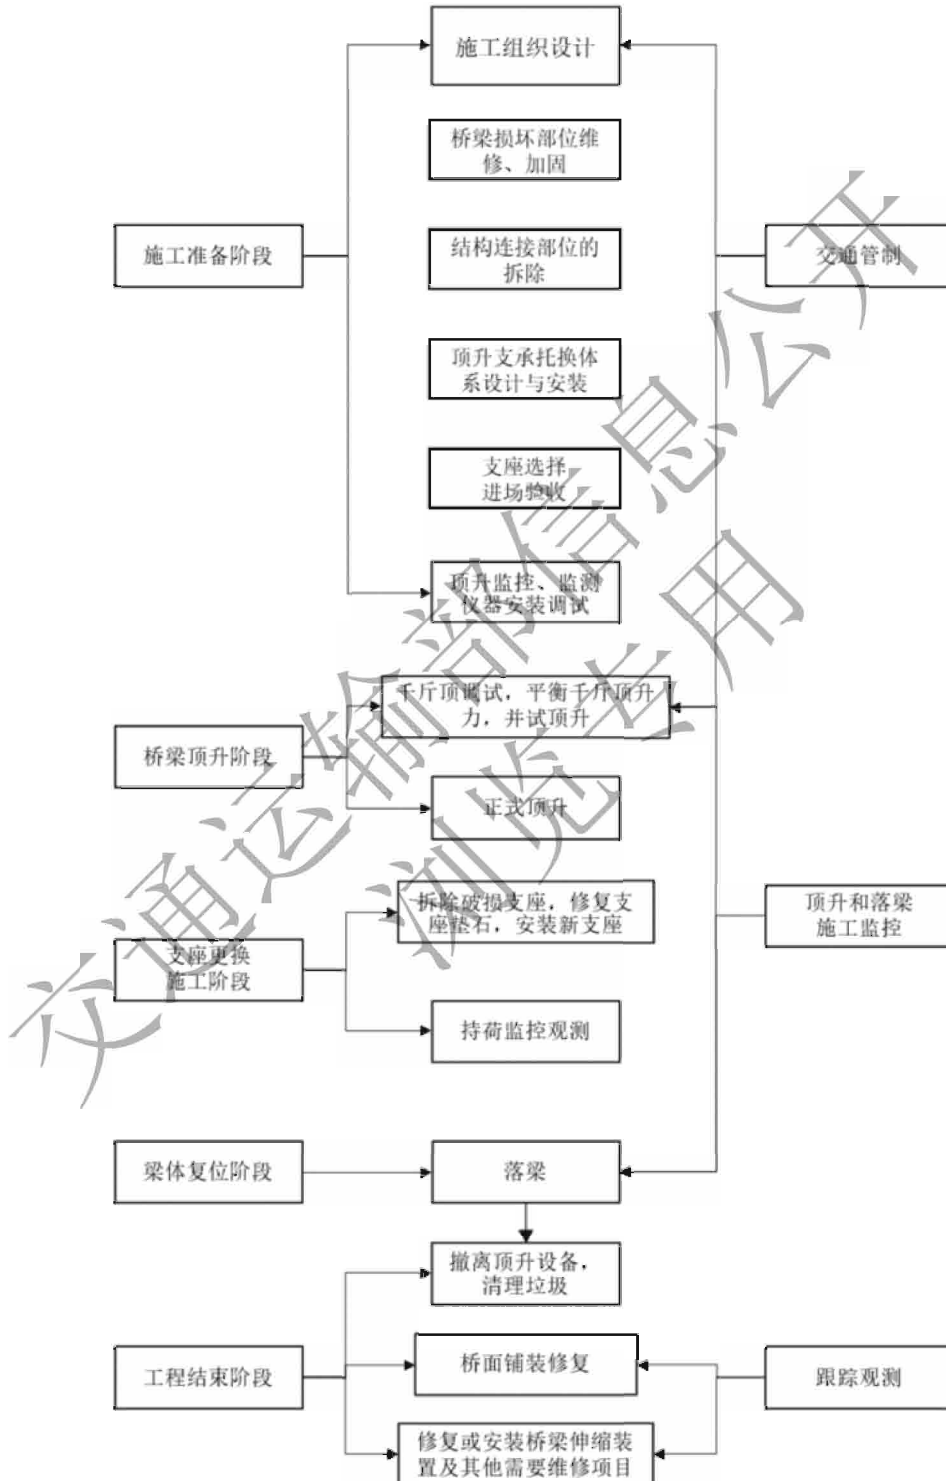 施工组织设计
桥梁损坏部位维
修、加固
施工准备阶段
结构连接部位的
拆除
交通管制
顶升支承托换体
系设计与安装
支座选择
进场验收
顶升监控、监测
仪器安装调试
千斤顶调试，平衡千斤顶升
力，并试顶升
桥梁顶升阶段
正式顶升
拆除破损支座，修复支
座垫石，安装新支座
顶升和落梁
施工监控
支座更换
施工阶段
持荷监控观测
梁体复位阶段
落梁
撤离顶升设备，
清理垃圾
工程结束阶段
桥面铺装修复
跟踪观测
修复或安装桥梁伸缩装
置及其他需要维修项目
交通运输部信息公开
浏览专用